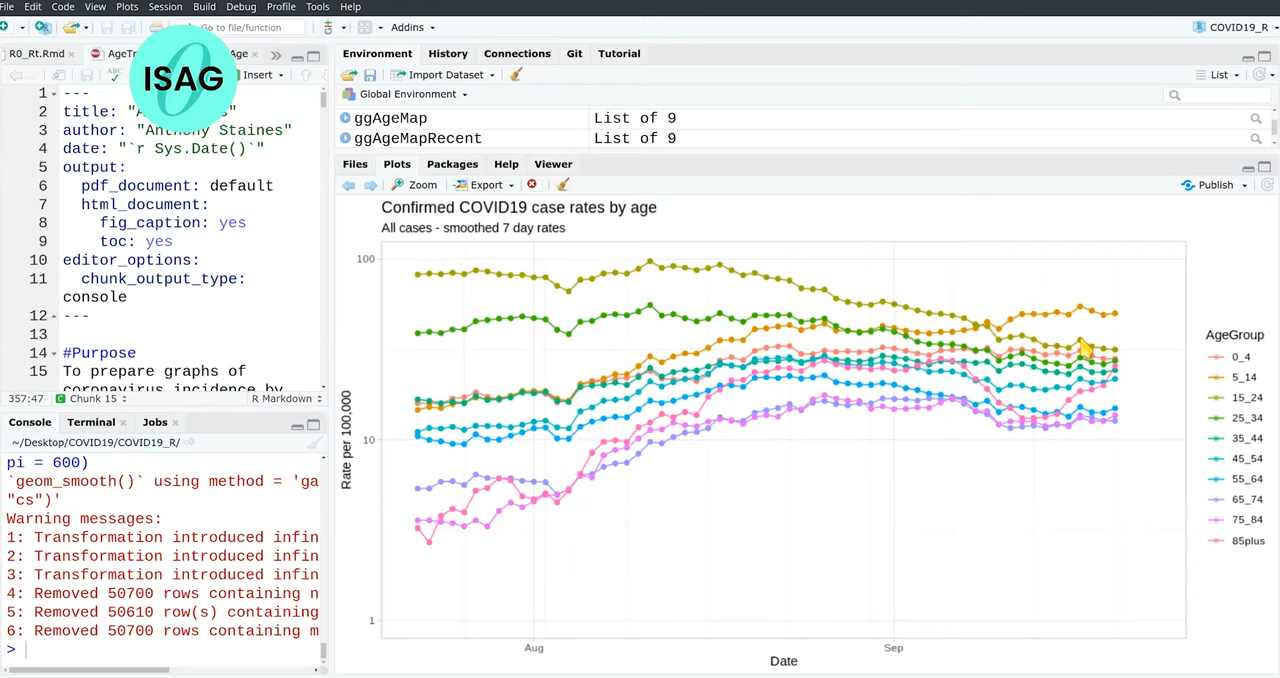 File Edit Code View Plots Session Build Debug Profile Tools Help
Go to file/function
Addins
COVID19_R
R0_Rt.Rmd
AgeTr
Age
Insert
ISAG
1 ---
2 title: "A
s"
3 author: "Anthony Staines"
4 date: "`r Sys.Date()`"
5 output:
6 pdf_document: default
7 html_document:
8 fig_caption: yes
9 toc: yes
10 editor_options:
11 chunk_output_type:
console
12 ---
13
14 #Purpose
15 To prepare graphs of
coronavirus incidence by
357:47 Chunk 15 R Markdown
Console Terminal Jobs
~/Desktop/COVID19/COVID19_R/
pi = 600)
`geom_smooth()` using method = 'ga
"cs")'
Warning messages:
1: Transformation introduced infin
2: Transformation introduced infin
3: Transformation introduced infin
4: Removed 50700 rows containing n
5: Removed 50610 row(s) containing
6: Removed 50700 rows containing m
>
Environment History Connections Git Tutorial
Import Dataset
List
Global Environment
ggAgeMap List of 9
ggAgeMapRecent List of 9
Files Plots Packages Help Viewer
Zoom Export Publish
Confirmed COVID19 case rates by age
All cases - smoothed 7 day rates
100
10
1
Rate per 100,000
Aug Sep
Date
AgeGroup
0_4
5_14
15_24
25_34
35_44
45_54
55_64
65_74
75_84
85plus